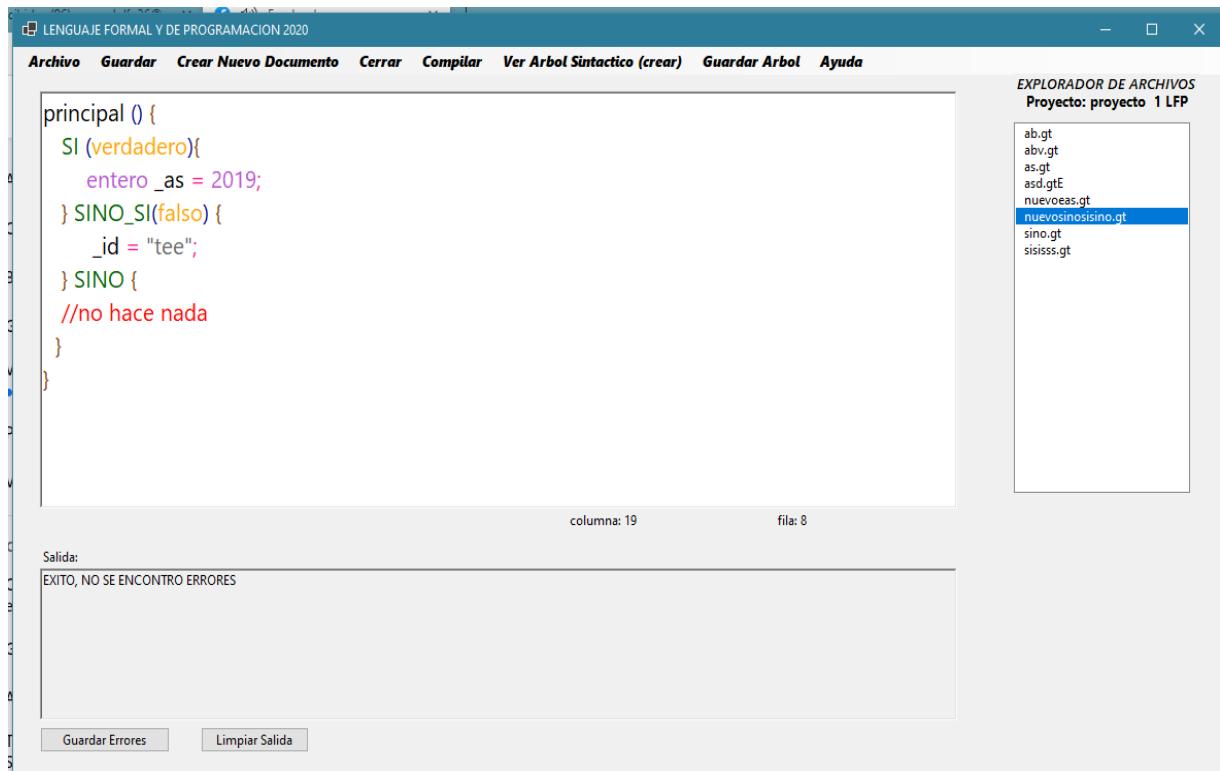 LENGUAJE FORMAL Y DE PROGRAMACION 2020
Archivo Guardar Crear Nuevo Documento Cerrar Compilar Ver Arbol Sintactico (crear) Guardar Arbol Ayuda
principal () {
SI (verdadero){
entero _as = 2019;
} SINO_SI(falso) {
_id = "tee";
} SINO {
//no hace nada
}
}
columna: 19 fila: 8
Salida:
EXITO, NO SE ENCONTRO ERRORES
Guardar Errores Limpiar Salida
EXPLORADOR DE ARCHIVOS
Proyecto: proyecto 1 LFP
ab.gt
abv.gt
as.gt
asd.gtE
nuevoeas.gt
nuevosinosisino.gt
sino.gt
sisisss.gt